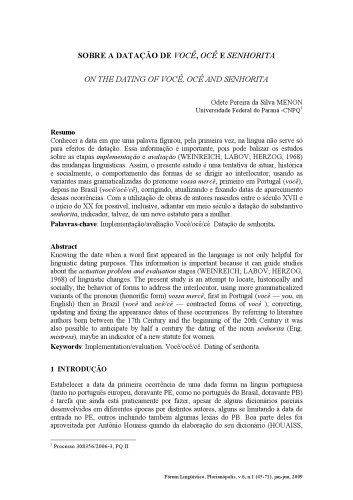 SOBRE A DATAÇÃO DE VOCÊ, OCÊ E SENHORITA
ON THE DATING OF VOCÊ, OCÊ AND SENHORITA
Odete Pereira da Silva MENON
Universidade Federal do Paraná -CNPQ1
Resumo
Conhecer a data em que uma palavra figurou, pela primeira vez, na língua não serve só
para efeitos de datação. Essa informação é importante, pois pode balizar os estudos
sobre as etapas implementação e avaliação (WEINREICH; LABOV; HERZOG, 1968)
das mudanças linguísticas. Assim, o presente estudo é uma tentativa de situar, histórica
e socialmente, o comportamento das formas de se dirigir ao interlocutor, usando as
variantes mais gramaticalizadas do pronome vossa mercê, primeiro em Portugal (você),
depois no Brasil (você/ocê/cê), corrigindo, atualizando e fixando datas de aparecimento
dessas ocorrências. Com a utilização de obras de autores nascidos entre o século XVII e
o início do XX foi possível, inclusive, adiantar em meio século a datação do substantivo
senhorita, indicador, talvez, de um novo estatuto para a mulher.
Palavras-chave: Implementação/avaliação Você/ocê/cê. Datação de senhorita.
Abstract
Knowing the date when a word first appeared in the language is not only helpful for
linguistic dating purposes. This information is important because it can guide studies
about the actuation problem and evaluation stages (WEINREICH; LABOV; HERZOG,
1968) of linguistic changes. The present study is an attempt to locate, historically and
socially, the behavior of forms to address the interlocutor, using more grammaticalized
variants of the pronoun (honorific form) vossa mercê, first in Portugal (você — you, en
English) then in Brazil (você and ocê — contracted forms of você ), correcting,
updating and fixing the appearance dates of these occurrences. By referring to literature
authors born between the 17th Century and the beginning of the 20th Century it was
also possible to anticipate by half a century the dating of the noun senhorita (Eng.
mistress), maybe an indicator of a new statute for women.
Keywords: Implementation/evaluation. Você/ocê/cê. Dating of senhorita.
1 INTRODUÇÃO
Estabelecer a data da primeira ocorrência de uma dada forma na língua portuguesa
(tanto no português europeu, doravante PE, como no português do Brasil, doravante PB)
é tarefa que ainda está praticamente por fazer, apesar de alguns dicionários parciais
desenvolvidos em diferentes épocas por distintos autores, alguns se limitando à data de
entrada no PE, outros incluindo também algumas lexias do PB. Boa parte deles foi
aproveitada por Antônio Houaiss quando da elaboração do seu dicionário (HOUAISS,
1 Processo 308356/2006-3, PQ II
Fórum Linguístico, Florianópolis, v.6, n.1 (45-71), jan-jun, 2009